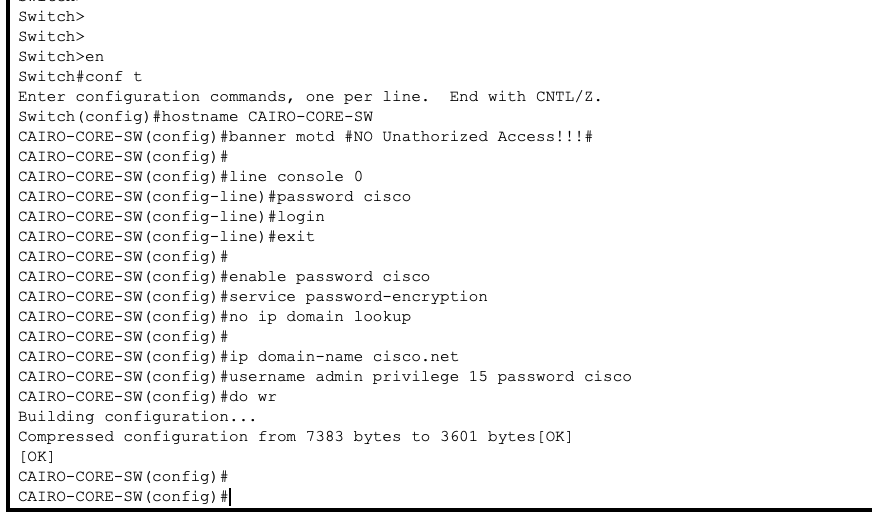 Switch>
Switch>
Switch>en
Switch#conf t
Enter configuration commands, one per line.  End with CNTL/Z.
Switch(config)#hostname CAIRO-CORE-SW
CAIRO-CORE-SW(config)#banner motd #NO Unathorized Access!!!#
CAIRO-CORE-SW(config)#
CAIRO-CORE-SW(config)#line console 0
CAIRO-CORE-SW(config-line)#password cisco
CAIRO-CORE-SW(config-line)#login
CAIRO-CORE-SW(config-line)#exit
CAIRO-CORE-SW(config)#
CAIRO-CORE-SW(config)#enable password cisco
CAIRO-CORE-SW(config)#service password-encryption
CAIRO-CORE-SW(config)#no ip domain lookup
CAIRO-CORE-SW(config)#
CAIRO-CORE-SW(config)#ip domain-name cisco.net
CAIRO-CORE-SW(config)#username admin privilege 15 password cisco
CAIRO-CORE-SW(config)#do wr
Building configuration...
Compressed configuration from 7383 bytes to 3601 bytes[OK]
[OK]
CAIRO-CORE-SW(config)#
CAIRO-CORE-SW(config)#